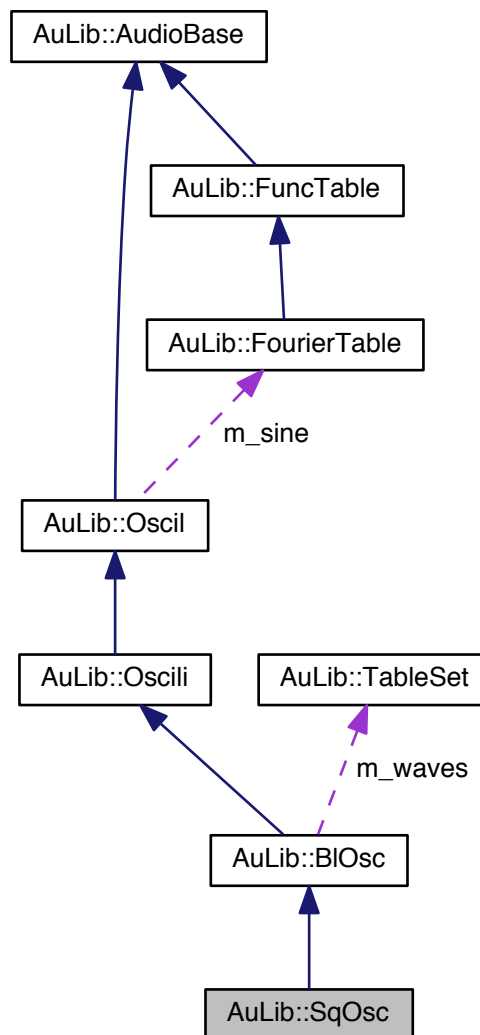 AuLib::AudioBase
AuLib::FuncTable
AuLib::FourierTable
m_sine
AuLib::Oscil
AuLib::Oscili
AuLib::TableSet
m_waves
AuLib::BlOsc
AuLib::SqOsc